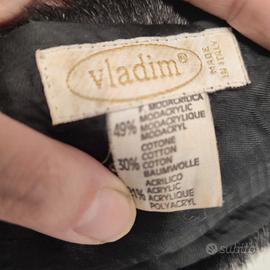 vladim
MADE
IN ITALY
F. MODACRILICA
MODACRYLIC
49% MODACRYLIQUE
MODACRYL
COTONE
COTTON
30% COTON
BAUMWOLLE
ACRILICO
ACRYLIC
21% ACRYLIQUE
POLYACRYL
subito